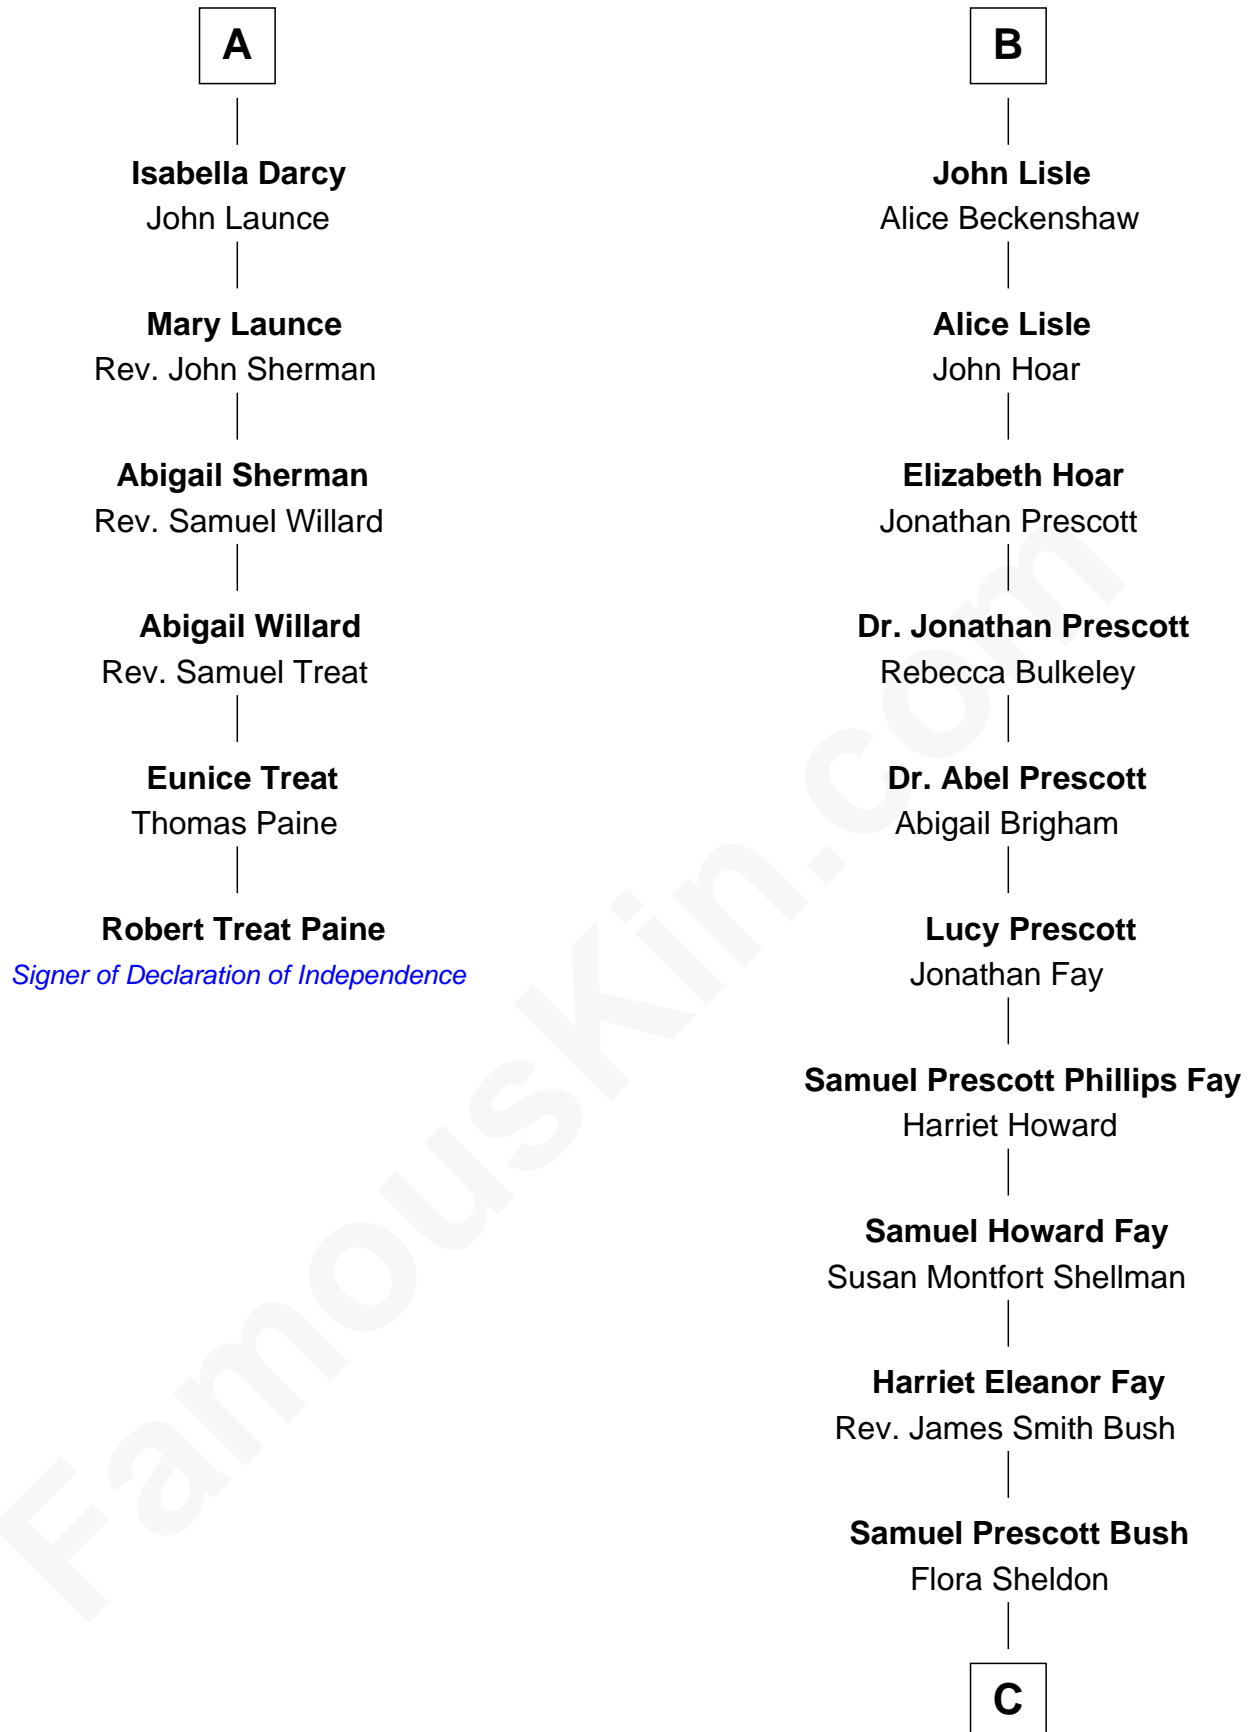 A
Isabella Darcy
John Launce
Mary Launce
Rev. John Sherman
Abigail Sherman
Rev. Samuel Willard
Abigail Willard
Rev. Samuel Treat
Eunice Treat
Thomas Paine
Robert Treat Paine
Signer of Declaration of Independence
B
John Lisle
Alice Beckenshaw
Alice Lisle
John Hoar
Elizabeth Hoar
Jonathan Prescott
Dr. Jonathan Prescott
Rebecca Bulkeley
Dr. Abel Prescott
Abigail Brigham
Lucy Prescott
Jonathan Fay
Samuel Prescott Phillips Fay
Harriet Howard
Samuel Howard Fay
Susan Montfort Shellman
Harriet Eleanor Fay
Rev. James Smith Bush
Samuel Prescott Bush
Flora Sheldon
C
FamousKin.com